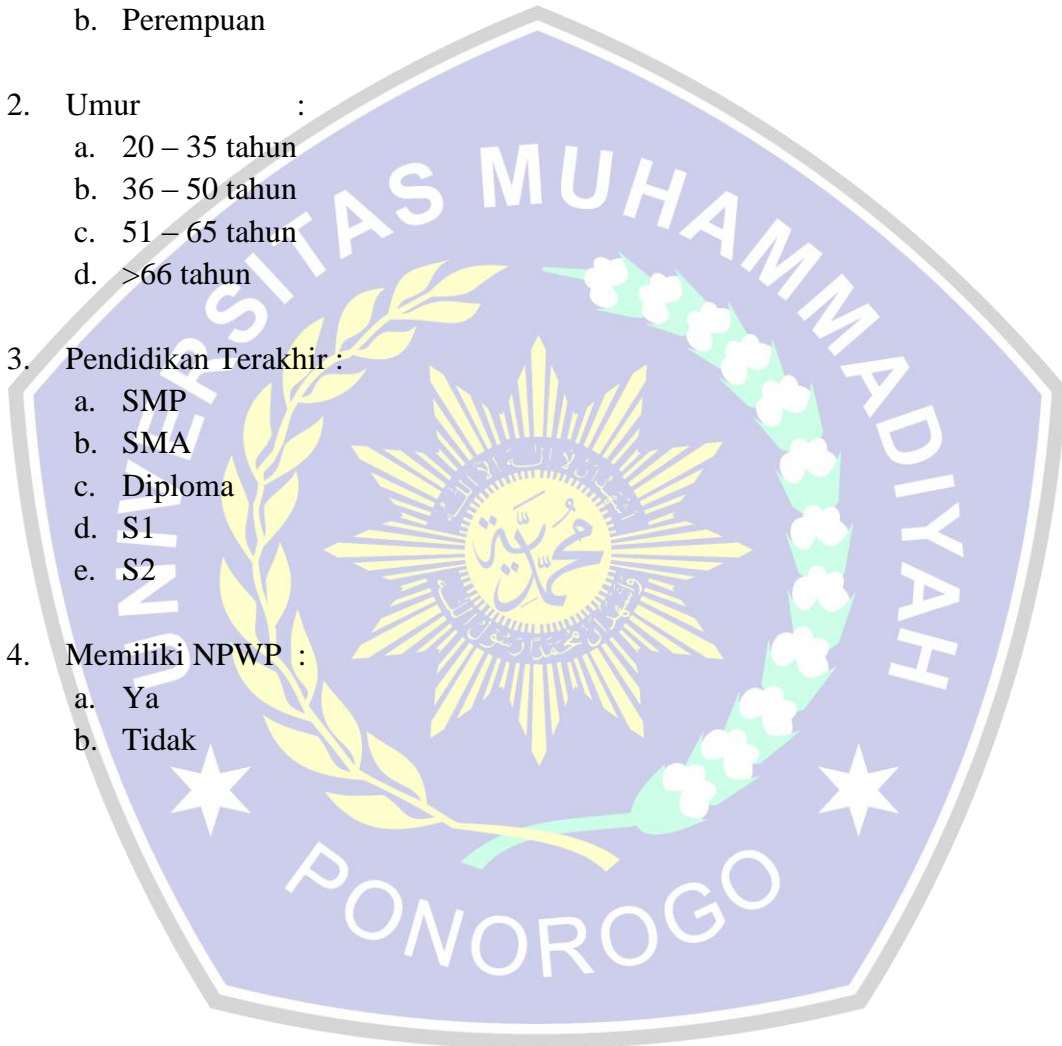 b. Perempuan
2. Umur :
a. 20 – 35 tahun
b. 36 – 50 tahun
c. 51 – 65 tahun
d. >66 tahun
3. Pendidikan Terakhir :
a. SMP
b. SMA
c. Diploma
d. S1
e. S2
4. Memiliki NPWP :
a. Ya
b. Tidak
UNIVERSITAS MUHAMMADIYAH
PONOROGO
محمدية